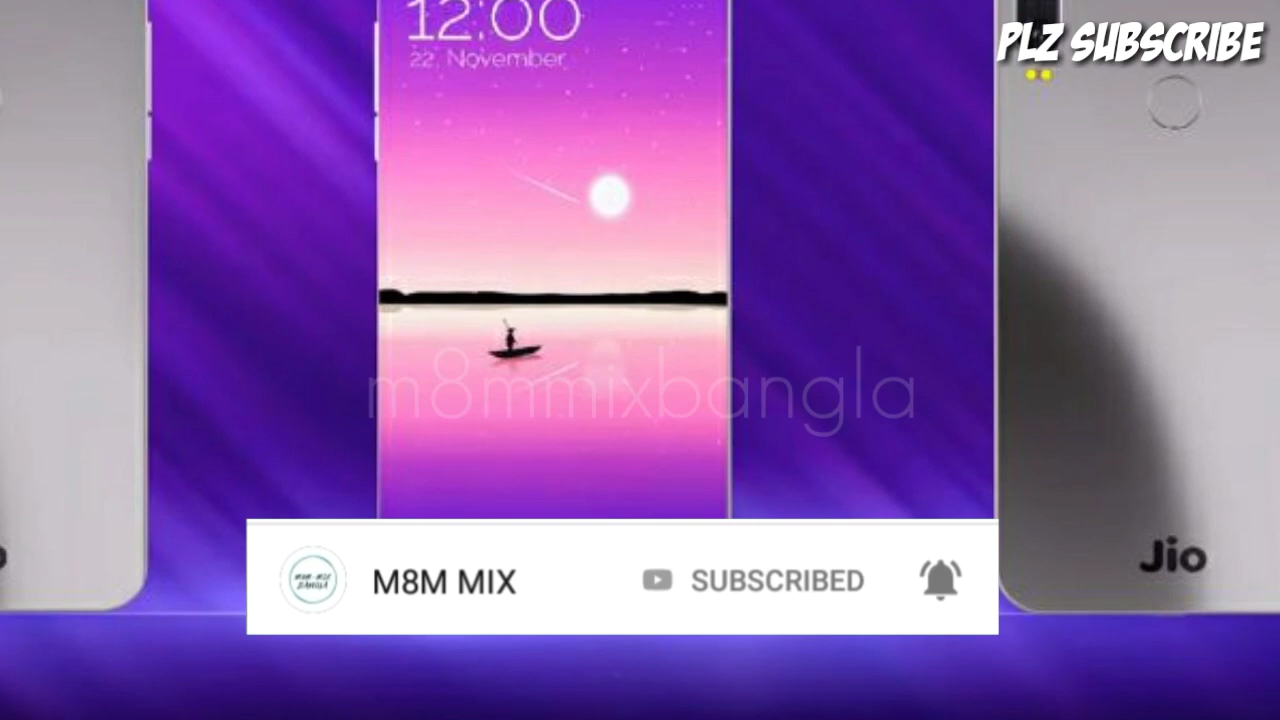 PLZ SUBSCRIBE
12:00
22. November
m8mmixbangla
Jio
M8M MIX
SUBSCRIBED